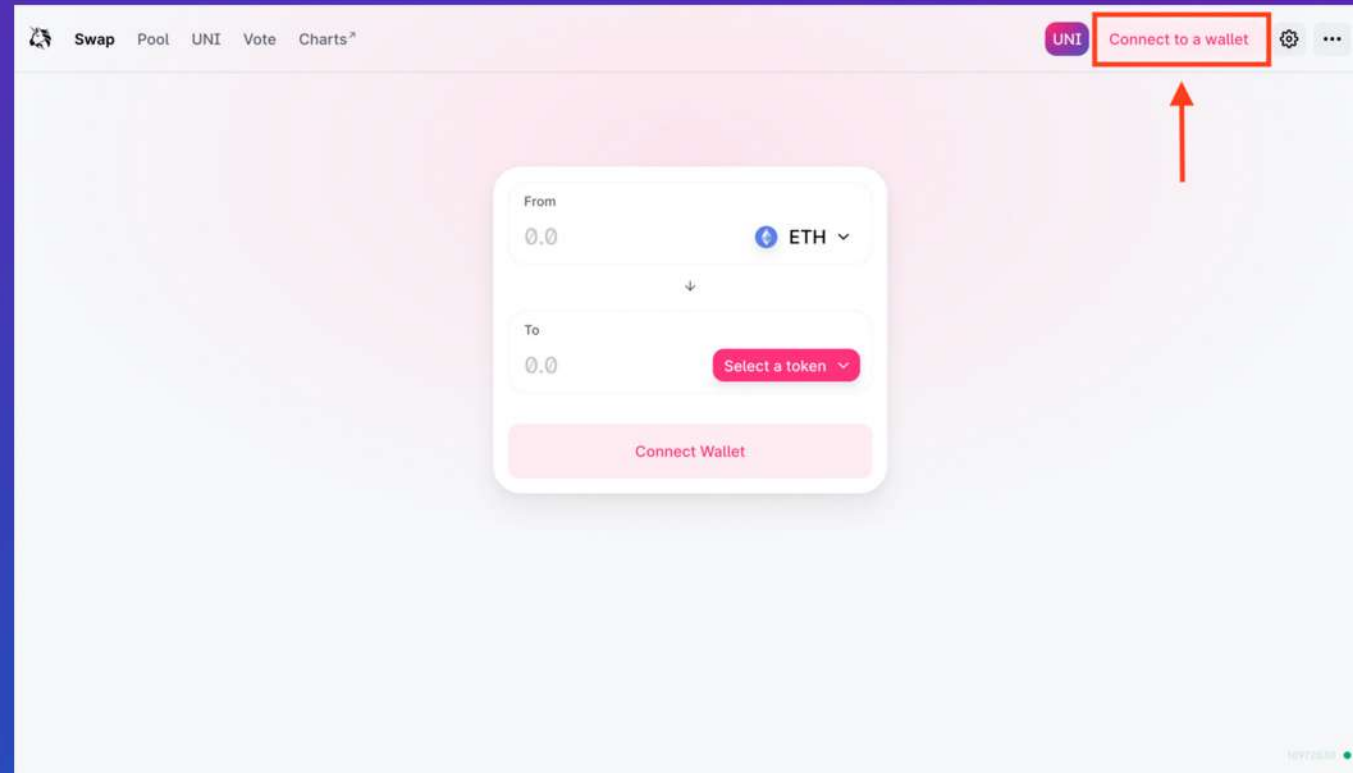 Swap Pool UNI Vote Charts↗
UNI Connect to a wallet
From
0.0 ETH
To
0.0 Select a token
Connect Wallet